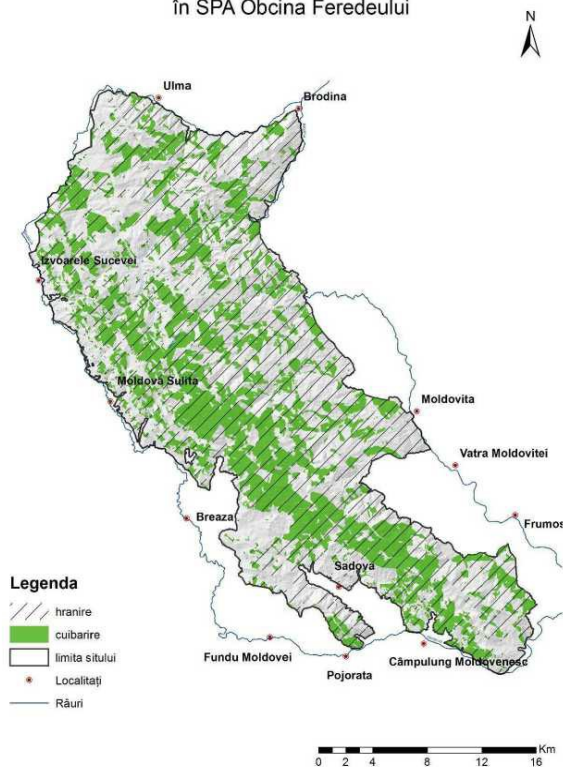 în SPA Obcina Feredeului
N
Ulma
Brodina
Izvoarele Sucevei
Moldova Sulita
Moldovita
Vatra Moldovitei
Breaza
Frumos
Sadova
Legenda
hranire
cuibarire
limita sitului
Localitați
Râuri
Fundu Moldovei
Câmpulung Moldovenesc
Pojorata
Km
0 2 4 8 12 16